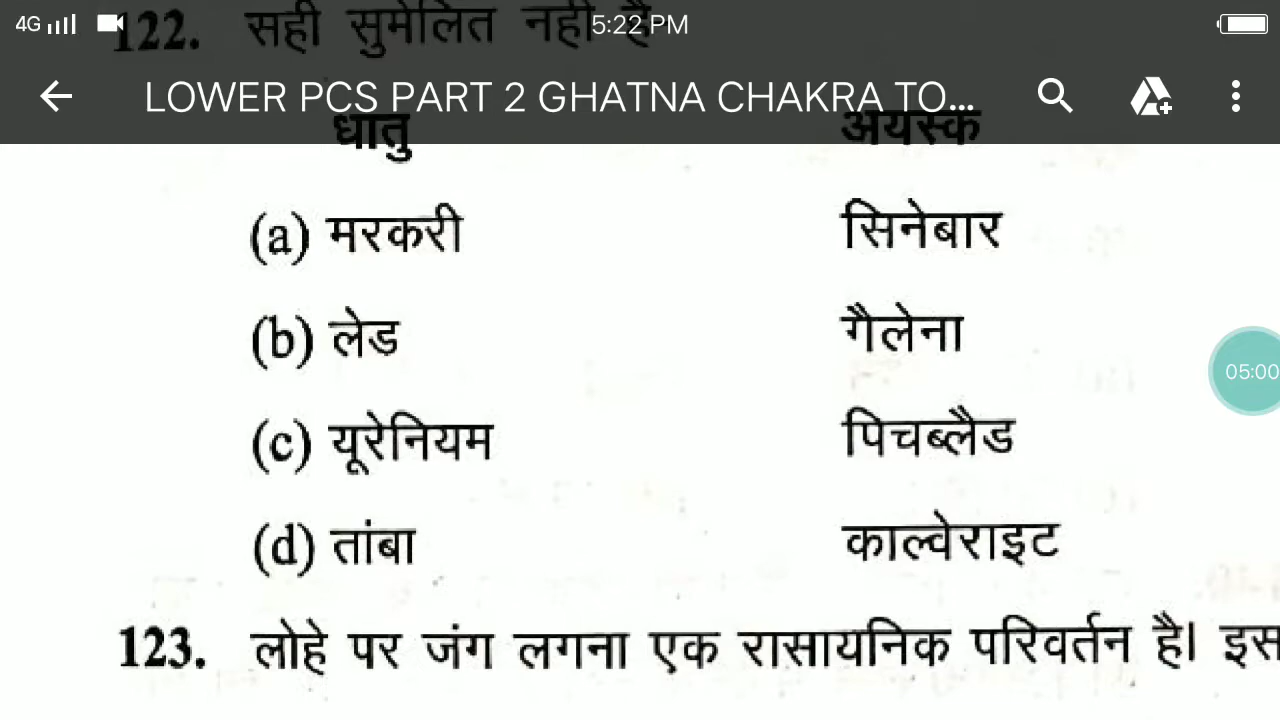 4G 5:22 PM
122. सही सुमेलित नही है
LOWER PCS PART 2 GHATNA CHAKRA TO...
धातु अयस्क
(a) मरकरी सिनेबार
(b) लेड गैलेना
05:00
(c) यूरेनियम पिचब्लैड
(d) तांबा काल्वेराइट
123. लोहे पर जंग लगना एक रासायनिक परिवर्तन है। इस